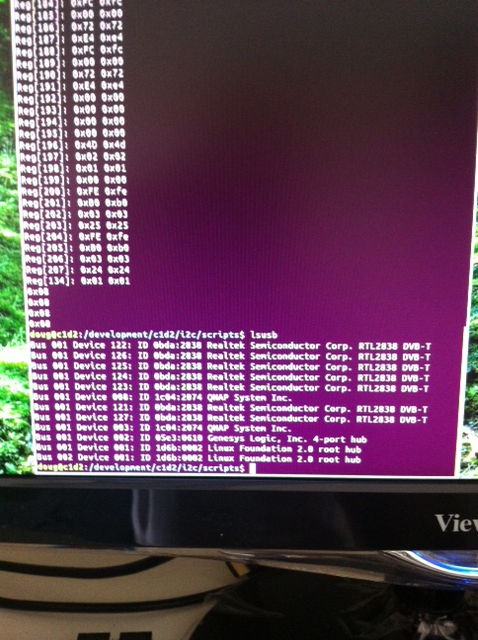 Reg[187]: 0xE4 0xe4
Reg[188]: 0xFC 0xfc
Reg[189]: 0x00 0x00
Reg[190]: 0x72 0x72
Reg[191]: 0xE4 0xe4
Reg[192]: 0x00 0x00
Reg[193]: 0x00 0x00
Reg[194]: 0x00 0x00
Reg[195]: 0x00 0x00
Reg[196]: 0x4D 0x4d
Reg[197]: 0x02 0x02
Reg[198]: 0x01 0x01
Reg[199]: 0x00 0x00
Reg[200]: 0xFE 0xfe
Reg[201]: 0xB0 0xb0
Reg[202]: 0x03 0x03
Reg[203]: 0x25 0x25
Reg[204]: 0xFE 0xfe
Reg[205]: 0xB0 0xb0
Reg[206]: 0x03 0x03
Reg[207]: 0x24 0x24
Reg[134]: 0x01 0x01
0x00
0x00
0x00
0x00
doug@c1d2:/development/c1d2/i2c/scripts$ lsusb
Bus 001 Device 122: ID 0bda:2838 Realtek Semiconductor Corp. RTL2838 DVB-T
Bus 001 Device 126: ID 0bda:2838 Realtek Semiconductor Corp. RTL2838 DVB-T
Bus 001 Device 125: ID 0bda:2838 Realtek Semiconductor Corp. RTL2838 DVB-T
Bus 001 Device 124: ID 0bda:2838 Realtek Semiconductor Corp. RTL2838 DVB-T
Bus 001 Device 123: ID 0bda:2838 Realtek Semiconductor Corp. RTL2838 DVB-T
Bus 001 Device 008: ID 1c04:2074 QNAP System Inc.
Bus 001 Device 121: ID 0bda:2838 Realtek Semiconductor Corp. RTL2838 DVB-T
Bus 001 Device 127: ID 0bda:2838 Realtek Semiconductor Corp. RTL2838 DVB-T
Bus 001 Device 003: ID 1c04:2074 QNAP System Inc.
Bus 001 Device 002: ID 05e3:0610 Genesys Logic, Inc. 4-port hub
Bus 001 Device 001: ID 1d6b:0002 Linux Foundation 2.0 root hub
Bus 002 Device 001: ID 1d6b:0002 Linux Foundation 2.0 root hub
doug@c1d2:/development/c1d2/i2c/scripts$
View